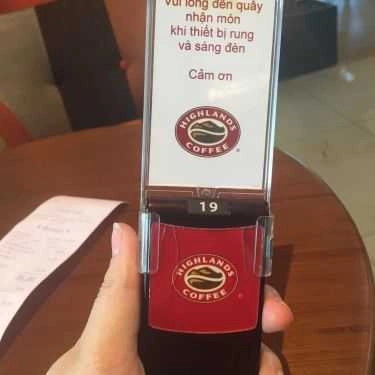 Vui lòng đến quầy
nhận món
khi thiết bị rung
và sáng đèn
Cảm ơn
HIGHLANDS
COFFEE
®
19
HIGHLANDS
COFFEE
®